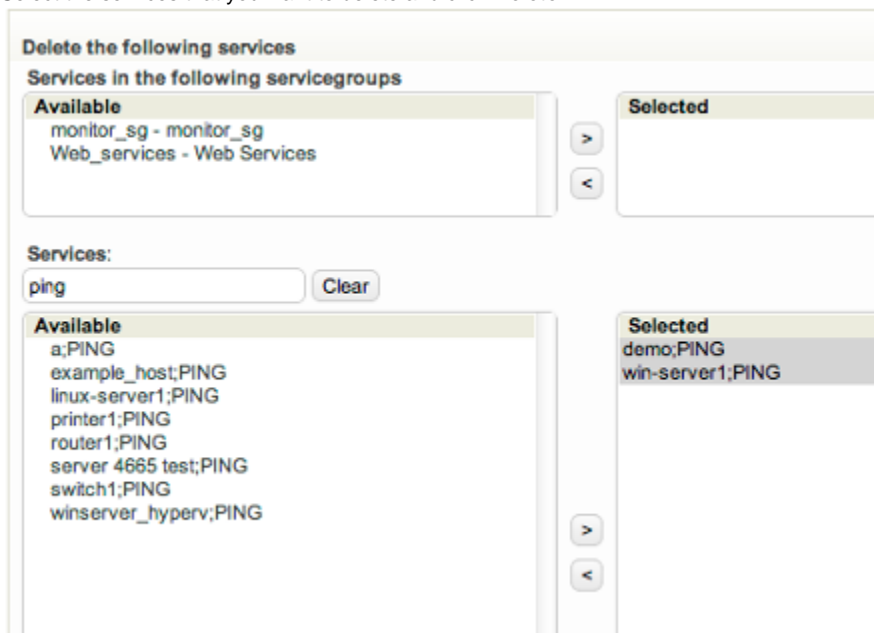 Delete the following services
Services in the following servicegroups
Available
monitor_sg - monitor_sg
Web_services - Web Services
>
<
Selected
Services:
ping
Clear
Available
a;PING
example_host;PING
linux-server1;PING
printer1;PING
router1;PING
server 4665 test;PING
switch1;PING
winserver_hyperv;PING
>
<
Selected
demo;PING
win-server1;PING